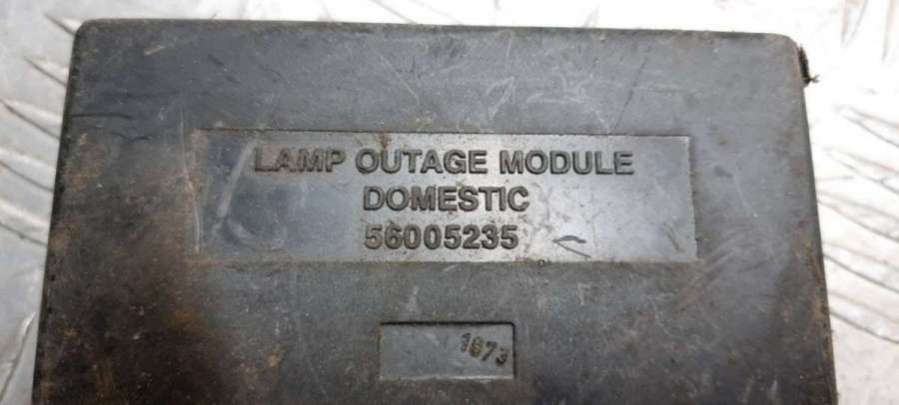 LAMP OUTAGE MODULE
DOMESTIC
56005235
1673